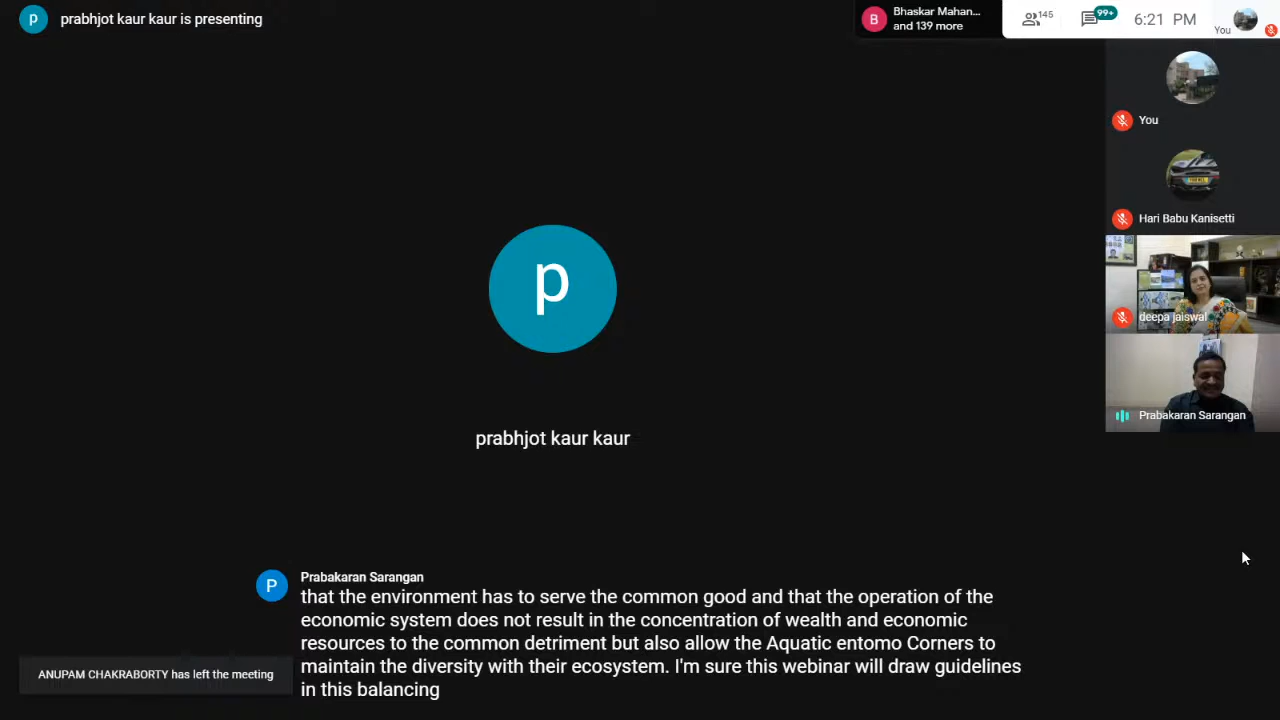 p
prabhjot kaur kaur is presenting
B
Bhaskar Mahan...
and 139 more
145
99+
6:21 PM
You
You
Hari Babu Kanisetti
deepa jaiswal
Prabakaran Sarangan
p
prabhjot kaur kaur
P
Prabakaran Sarangan
that the environment has to serve the common good and that the operation of the
economic system does not result in the concentration of wealth and economic
resources to the common detriment but also allow the Aquatic entomo Corners to
maintain the diversity with their ecosystem. I'm sure this webinar will draw guidelines
in this balancing
ANUPAM CHAKRABORTY has left the meeting